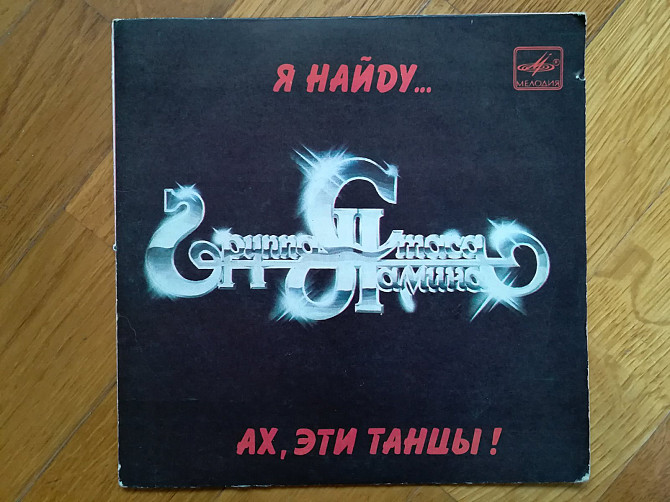 Я НАЙДУ...
МЕЛОДИЯ
Группа Стаса
Намина
АХ, ЭТИ ТАНЦЫ!